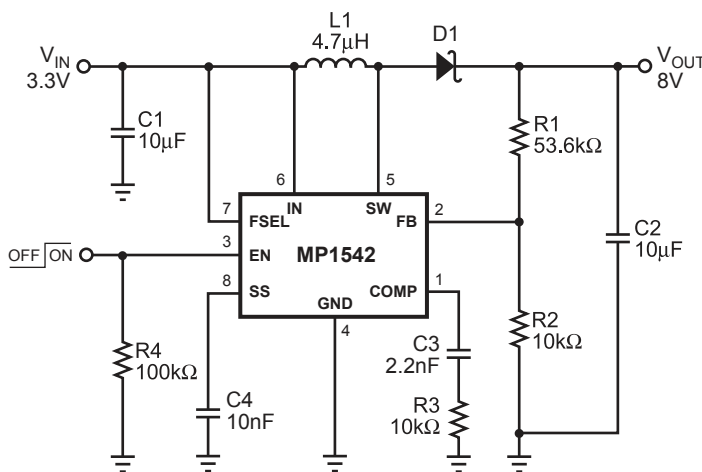 L1
4.7µH
D1
VIN
3.3V
VOUT
8V
C1
10µF
R1
53.6kΩ
6
5
IN
SW
7
FSEL
2
FB
3
EN
OFF ON
MP1542
C2
10µF
8
SS
COMP
1
GND
4
R4
100kΩ
C3
2.2nF
R2
10kΩ
C4
10nF
R3
10kΩ